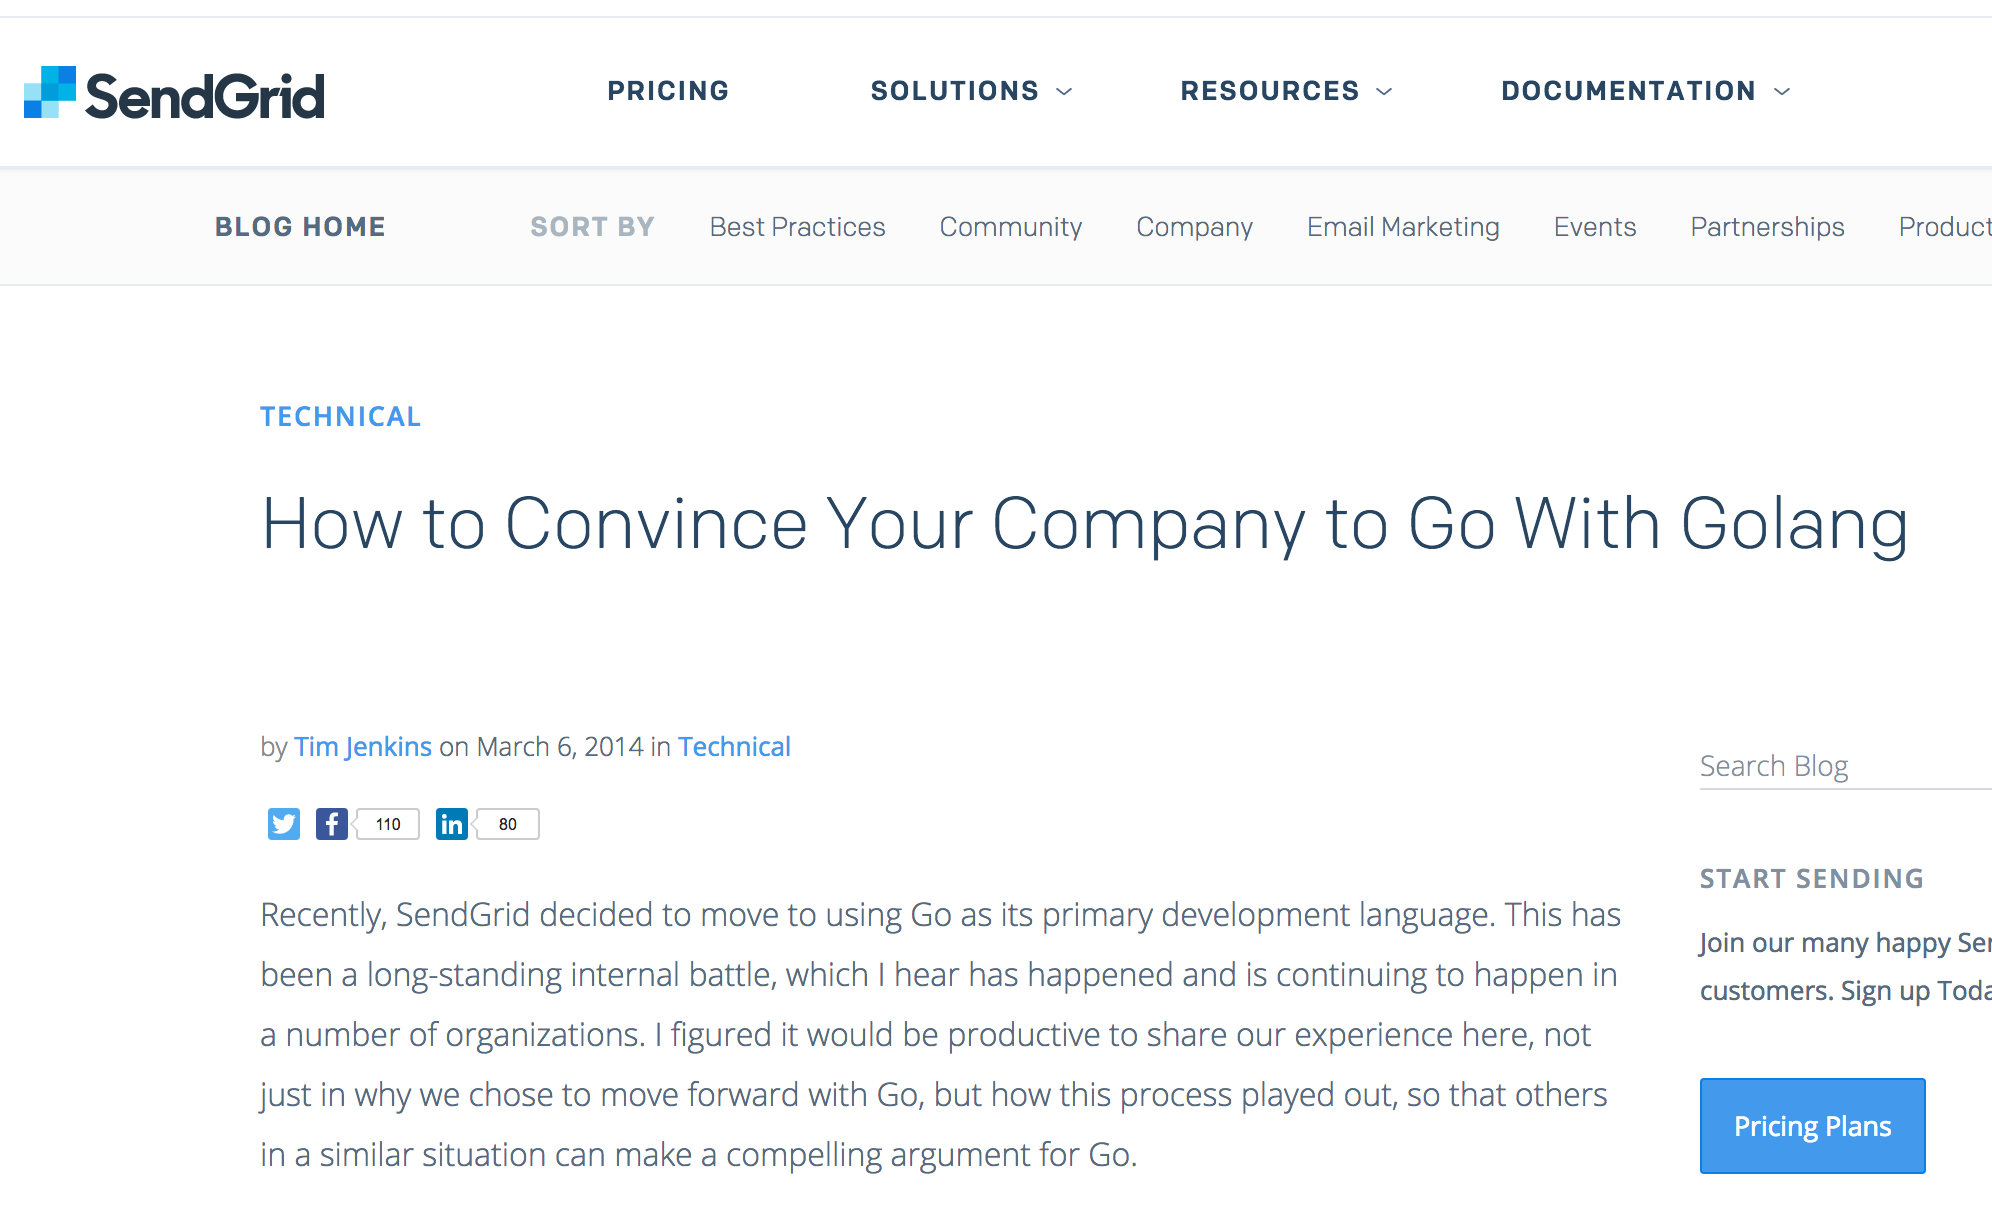 SendGrid PRICING SOLUTIONS RESOURCES DOCUMENTATION
BLOG HOME SORT BY Best Practices Community Company Email Marketing Events Partnerships Product
TECHNICAL
How to Convince Your Company to Go With Golang
by Tim Jenkins on March 6, 2014 in Technical
Search Blog
110 80
START SENDING
Recently, SendGrid decided to move to using Go as its primary development language. This has
been a long-standing internal battle, which I hear has happened and is continuing to happen in
a number of organizations. I figured it would be productive to share our experience here, not
just in why we chose to move forward with Go, but how this process played out, so that others
in a similar situation can make a compelling argument for Go.
Join our many happy
customers. Sign up
Pricing Plans